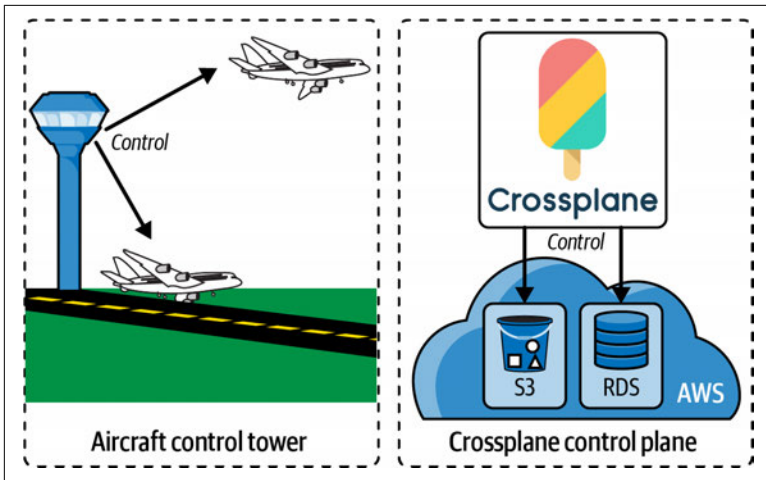 Control
Aircraft control tower
Crossplane
Control
S3
RDS
AWS
Crossplane control plane